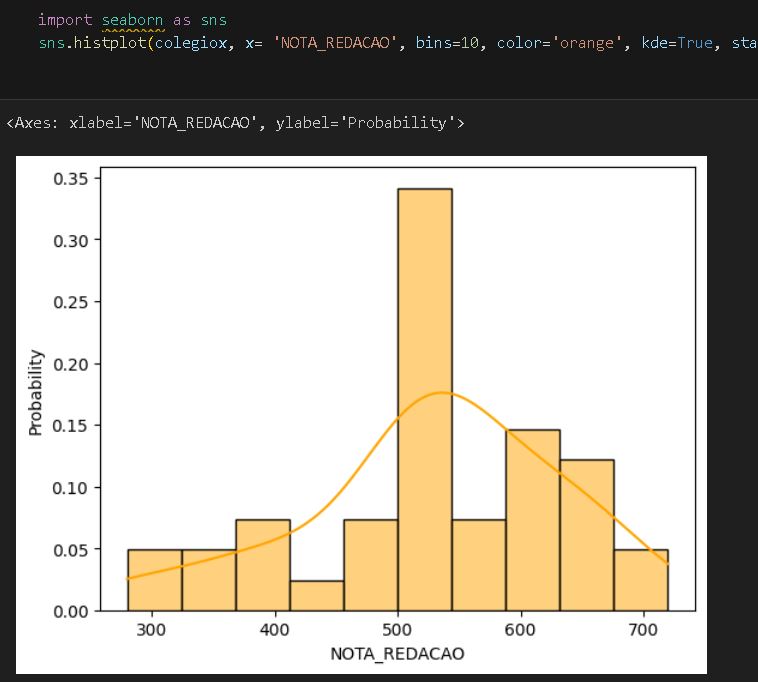 import seaborn as sns
sns.histplot(colegiox, x= 'NOTA_REDACAO', bins=10, color='orange', kde=True, sta
<Axes: xlabel='NOTA_REDACAO', ylabel='Probability'>
0.35
0.30
0.25
0.20
0.15
0.10
0.05
0.00
Probability
300 400 500 600 700
NOTA_REDACAO